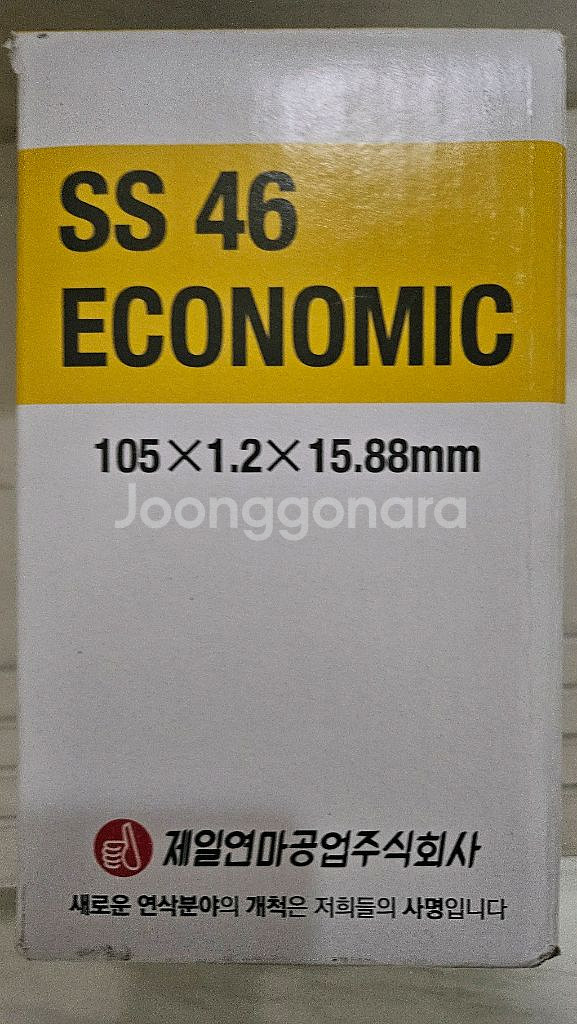 SS 46
ECONOMIC
105×1.2×15.88mm
Joonggonara
제일연마공업주식회사
새로운 연삭분야의 개척은 저희들의 사명입니다